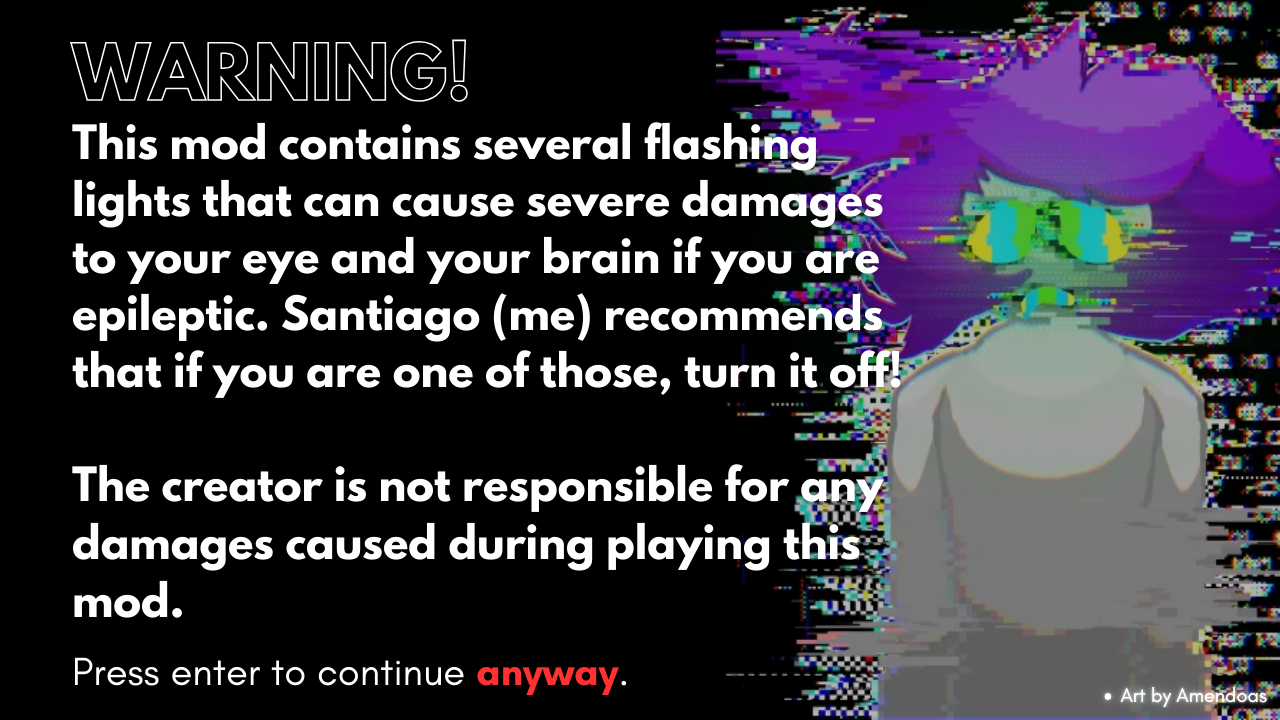 WARNING!
This mod contains several flashing
lights that can cause severe damages
to your eye and your brain if you are
epileptic. Santiago (me) recommends
that if you are one of those, turn it off!
The creator is not responsible for any
damages caused during playing this
mod.
Press enter to continue anyway.
• Art by Amendoas